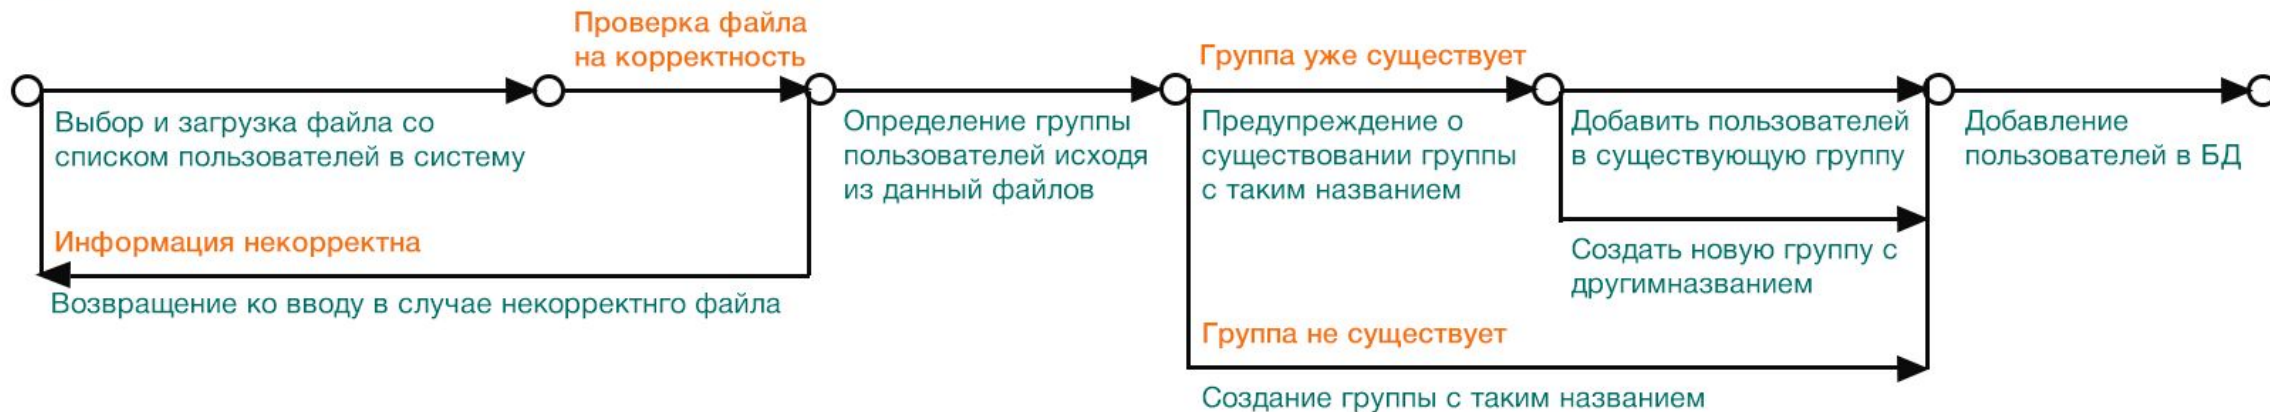 Проверка файла
на корректность
Выбор и загрузка файла со
списком пользователей в систему
Информация некорректна
Возвращение ко вводу в случае некорректнго файла
Определение группы
пользователей исходя
из данный файлов
Группа уже существует
Предупреждение о
существовании группы
с таким названием
Добавить пользователей
в существующую группу
Создать новую группу с
другимназванием
Группа не существует
Создание группы с таким названием
Добавление
пользователей в БД